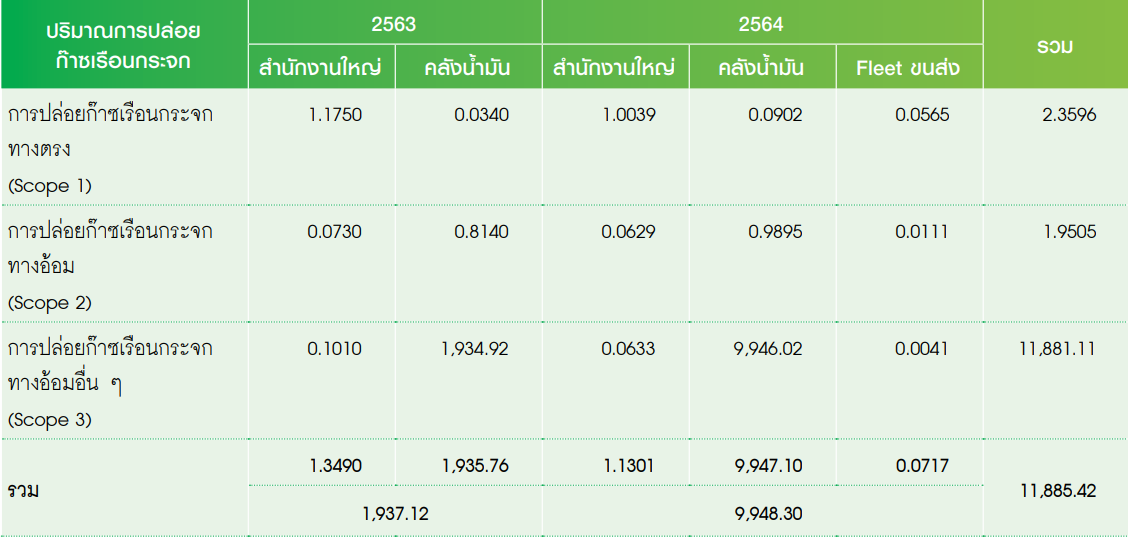 ปริมาณการปล่อย
ก๊าซเรือนกระจก
2563 2564 รวม
สำนักงานใหญ่ คลังน้ำมัน สำนักงานใหญ่ คลังน้ำมัน Fleet ขนส่ง
การปล่อยก๊าซเรือนกระจก 1.1750 0.0340 1.0039 0.0902 0.0565 2.3596
ทางตรง
(Scope 1)
การปล่อยก๊าซเรือนกระจก 0.0730 0.8140 0.0629 0.9895 0.0111 1.9505
ทางอ้อม
(Scope 2)
การปล่อยก๊าซเรือนกระจก 0.1010 1,934.92 0.0633 9,946.02 0.0041 11,881.11
ทางอ้อมอื่น ๆ
(Scope 3)
รวม 1.3490 1,935.76 1.1301 9,947.10 0.0717 11,885.42
1,937.12 9,948.30